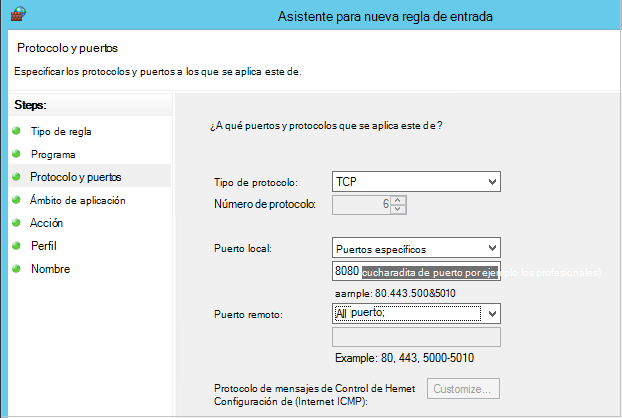 Asistente para nueva regla de entrada
Protocolo y puertos
Especificar los protocolos y puertos a los que se aplica este de.
Steps:
Tipo de regla
Programa
Protocolo y puertos
Ámbito de aplicación
Acción
Perfil
Nombre
¿A qué puertos y protocolos que se aplica este de?
Tipo de protocolo: TCP
Número de protocolo: 6
Puerto local: Puertos específicos
8080 cucharadita de puerto por ejemplo los profesionales)
aample: 80.443.500&5010
Puerto remoto: All puerto;
Example: 80, 443, 5000-5010
Protocolo de mensajes de Control de Hemet
Configuración de (Internet ICMP): Customize...